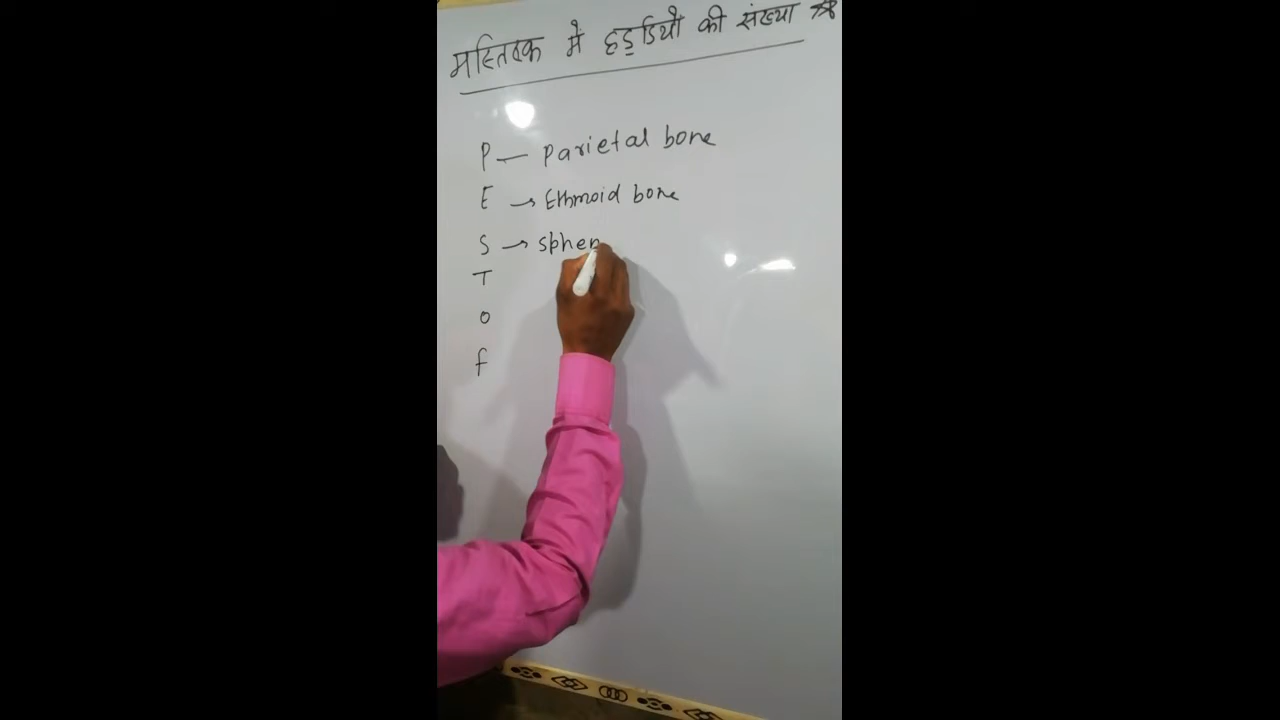 मस्तिष्क में हड्डियों की संख्या
P — Parietal bone
E → Ethmoid bone
S → sphen
T
O
f